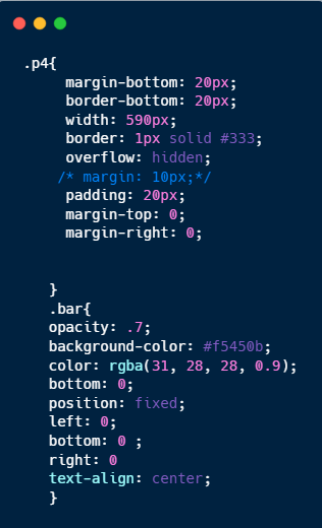 .p4{
margin-bottom: 20px;
border-bottom: 20px;
width: 590px;
border: 1px solid #333;
overflow: hidden;
/* margin: 10px;*/
padding: 20px;
margin-top: 0;
margin-right: 0;
}
.bar{
opacity: .7;
background-color: #f5450b;
color: rgba(31, 28, 28, 0.9);
bottom: 0;
position: fixed;
left: 0;
bottom: 0 ;
right: 0
text-align: center;
}